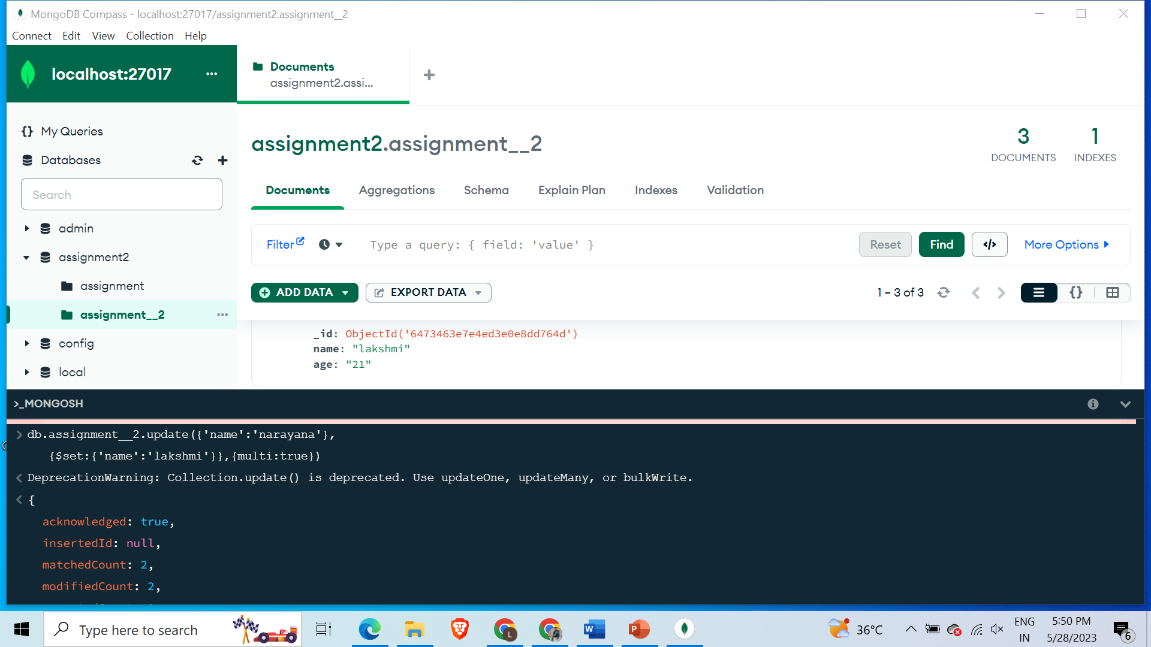 MongoDB Compass - localhost:27017/assignment2.assignment__2
Connect Edit View Collection Help
localhost:27017 ...
Documents
assignment2.assi...
My Queries
Databases
Search
admin
assignment2
assignment
assignment__2
config
local
assignment2.assignment__2
3
DOCUMENTS
1
INDEXES
Documents Aggregations Schema Explain Plan Indexes Validation
Filter Type a query: { field: 'value' } Reset Find </> More Options
ADD DATA EXPORT DATA 1 – 3 of 3 {}
_id: ObjectId('6473463e7e4ed3e0e8dd764d')
name: "lakshmi"
age: "21"
>_MONGOSH
> db.assignment__2.update({'name':'narayana'},
{$set:{'name':'lakshmi'}},{multi:true})
< DeprecationWarning: Collection.update() is deprecated. Use updateOne, updateMany, or bulkWrite.
< {
acknowledged: true,
insertedId: null,
matchedCount: 2,
modifiedCount: 2,
Type here to search
36°C
ENG
IN
5:50 PM
5/28/2023
6